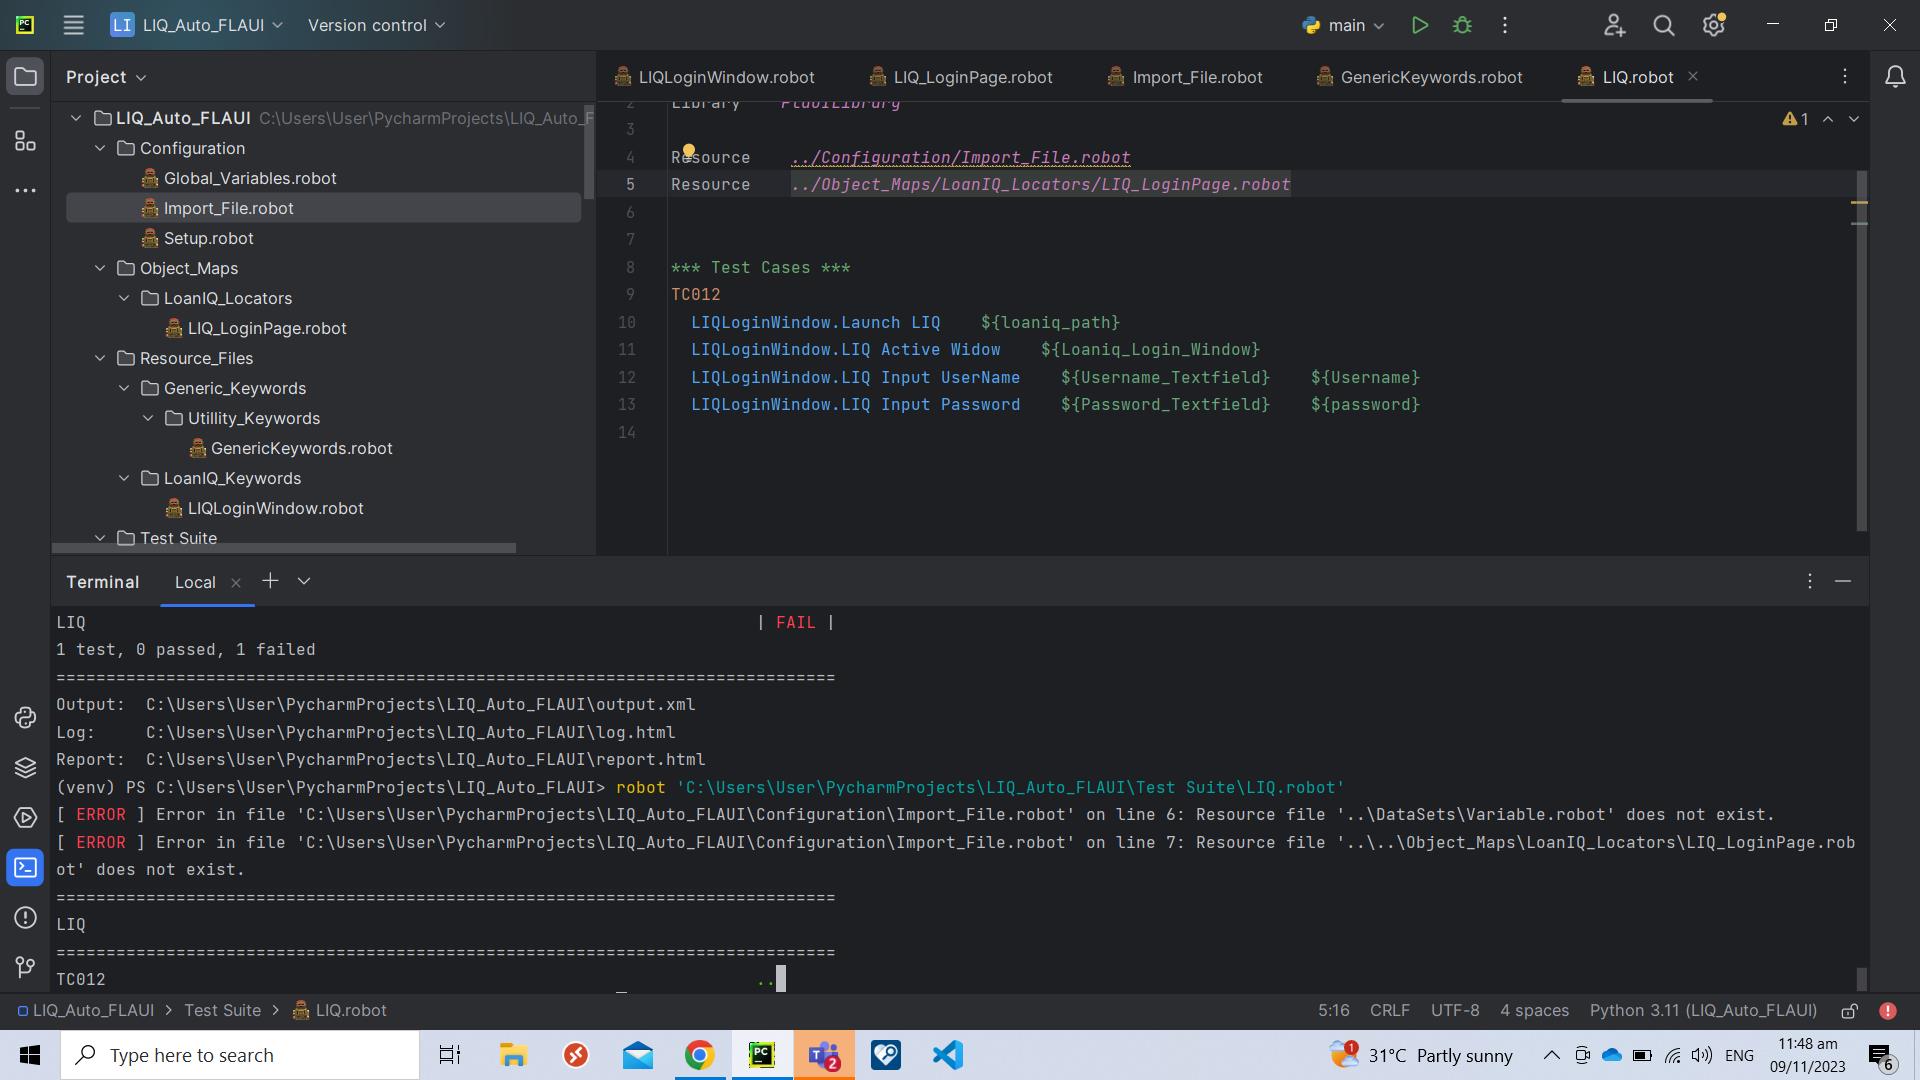 LI LIQ_Auto_FLAUI Version control main
Project
LIQLoginWindow.robot LIQ_LoginPage.robot Import_File.robot GenericKeywords.robot LIQ.robot
LIQ_Auto_FLAUI C:\Users\User\PycharmProjects\LIQ_Auto_F
Configuration
Global_Variables.robot
Import_File.robot
Setup.robot
Object_Maps
LoanIQ_Locators
LIQ_LoginPage.robot
Resource_Files
Generic_Keywords
Utillity_Keywords
GenericKeywords.robot
LoanIQ_Keywords
LIQLoginWindow.robot
Test Suite
2 Library FlaUILibrary
1
3
4 Resource ../Configuration/Import_File.robot
5 Resource ../Object_Maps/LoanIQ_Locators/LIQ_LoginPage.robot
6
7
8 *** Test Cases ***
9 TC012
10 LIQLoginWindow.Launch LIQ ${loaniq_path}
11 LIQLoginWindow.LIQ Active Widow ${Loaniq_Login_Window}
12 LIQLoginWindow.LIQ Input UserName ${Username_Textfield} ${Username}
13 LIQLoginWindow.LIQ Input Password ${Password_Textfield} ${password}
14
Terminal Local
LIQ | FAIL |
1 test, 0 passed, 1 failed
==============================================================================
Output: C:\Users\User\PycharmProjects\LIQ_Auto_FLAUI\output.xml
Log: C:\Users\User\PycharmProjects\LIQ_Auto_FLAUI\log.html
Report: C:\Users\User\PycharmProjects\LIQ_Auto_FLAUI\report.html
(venv) PS C:\Users\User\PycharmProjects\LIQ_Auto_FLAUI> robot 'C:\Users\User\PycharmProjects\LIQ_Auto_FLAUI\Test Suite\LIQ.robot'
[ ERROR ] Error in file 'C:\Users\User\PycharmProjects\LIQ_Auto_FLAUI\Configuration\Import_File.robot' on line 6: Resource file '..\DataSets\Variable.robot' does not exist.
[ ERROR ] Error in file 'C:\Users\User\PycharmProjects\LIQ_Auto_FLAUI\Configuration\Import_File.robot' on line 7: Resource file '..\..\Object_Maps\LoanIQ_Locators\LIQ_LoginPage.rob
ot' does not exist.
==============================================================================
LIQ
==============================================================================
TC012 ..
LIQ_Auto_FLAUI > Test Suite > LIQ.robot 5:16 CRLF UTF-8 4 spaces Python 3.11 (LIQ_Auto_FLAUI)
Type here to search PC 2 1 31°C Partly sunny ENG 11:48 am
09/11/2023 6